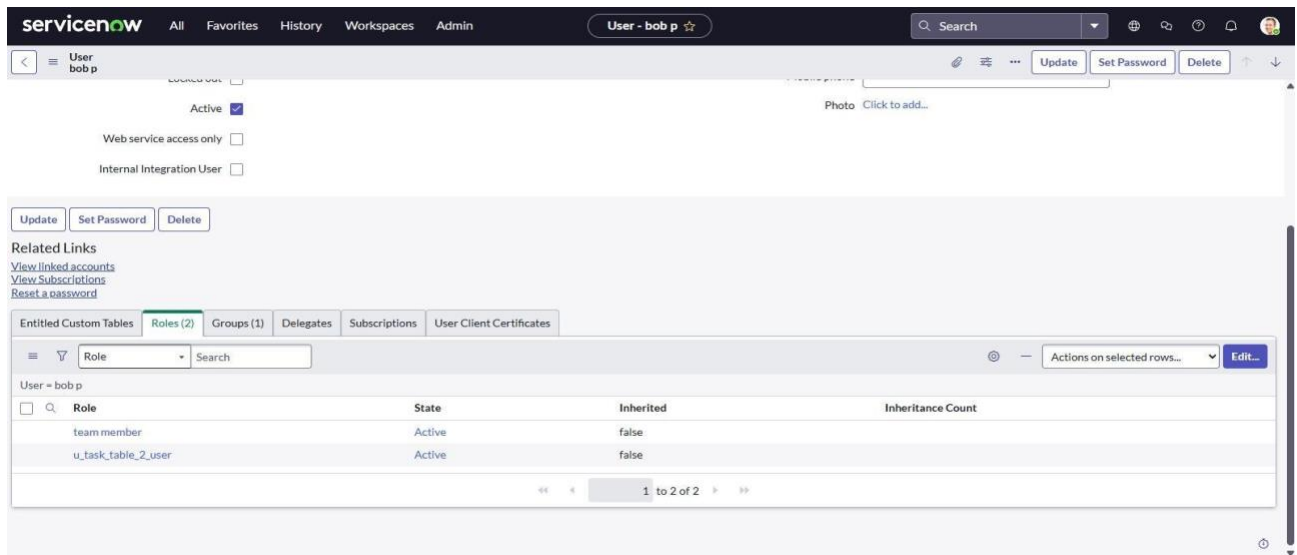 servicenow All Favorites History Workspaces Admin User - bob p Search
User
bob p
Update Set Password Delete
Locked out
Active
Photo Click to add...
Web service access only
Internal Integration User
Update Set Password Delete
Related Links
View linked accounts
View Subscriptions
Reset a password
Entitled Custom Tables Roles (2) Groups (1) Delegates Subscriptions User Client Certificates
Role Search Actions on selected rows... Edit...
User = bob p
Role State Inherited Inheritance Count
team member Active false
u_task_table_2_user Active false
1 to 2 of 2